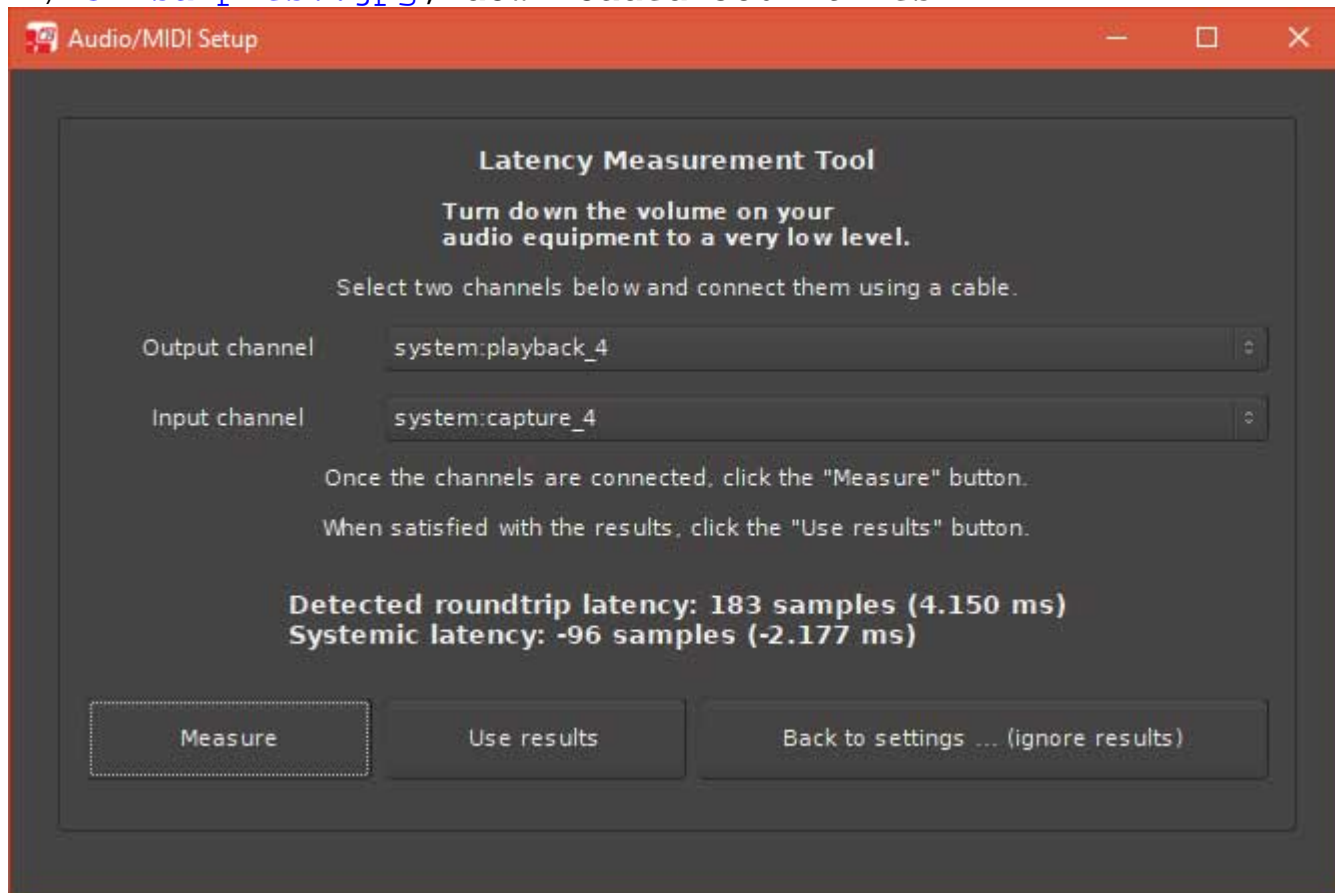 Audio/MIDI Setup
Latency Measurement Tool
Turn down the volume on your
audio equipment to a very low level.
Select two channels below and connect them using a cable.
Output channel system:playback_4
Input channel system:capture_4
Once the channels are connected, click the "Measure" button.
When satisfied with the results, click the "Use results" button.
Detected roundtrip latency: 183 samples (4.150 ms)
Systemic latency: -96 samples (-2.177 ms)
Measure Use results Back to settings ... (ignore results)